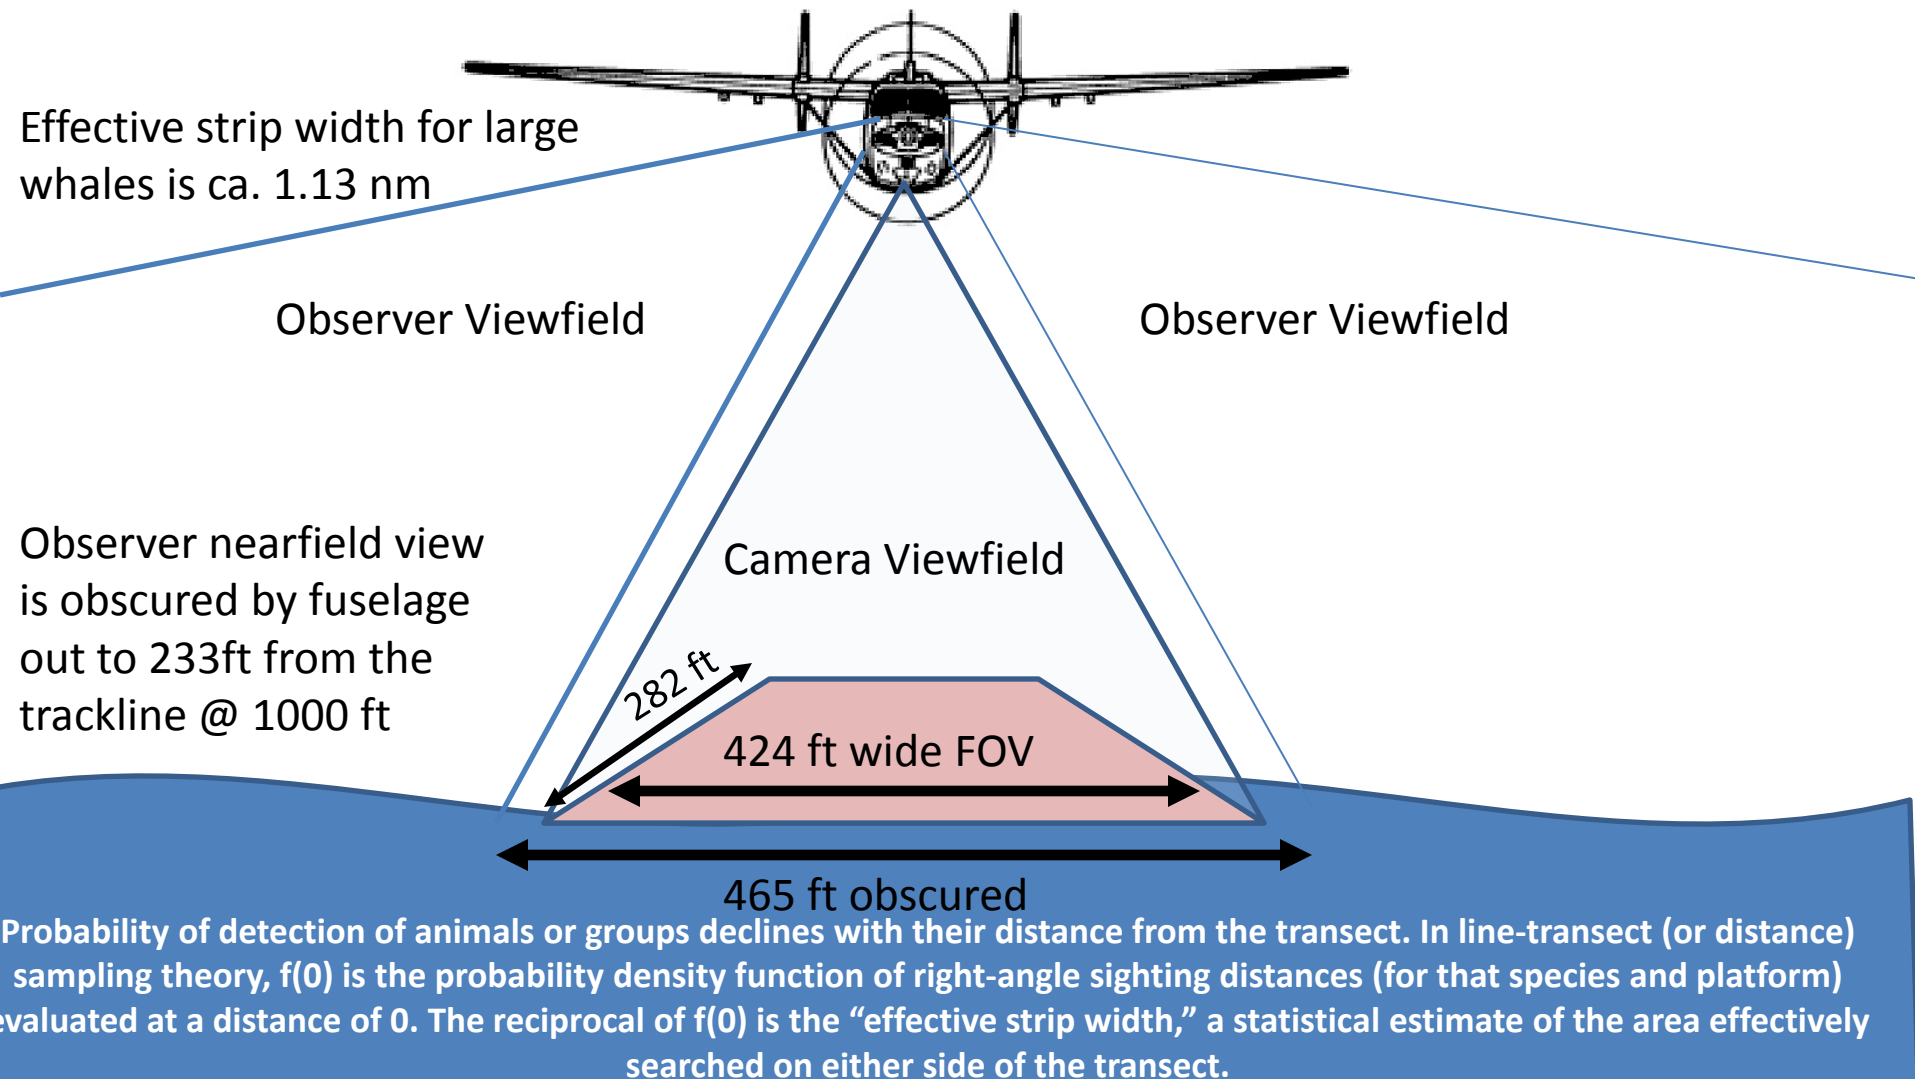 Effective strip width for large
whales is ca. 1.13 nm
Observer Viewfield
Observer Viewfield
Observer nearfield view
is obscured by fuselage
out to 233ft from the
trackline @ 1000 ft
Camera Viewfield
282 ft
424 ft wide FOV
465 ft obscured
Probability of detection of animals or groups declines with their distance from the transect. In line-transect (or distance)
sampling theory, f(0) is the probability density function of right-angle sighting distances (for that species and platform)
evaluated at a distance of 0. The reciprocal of f(0) is the “effective strip width,” a statistical estimate of the area effectively
searched on either side of the transect.